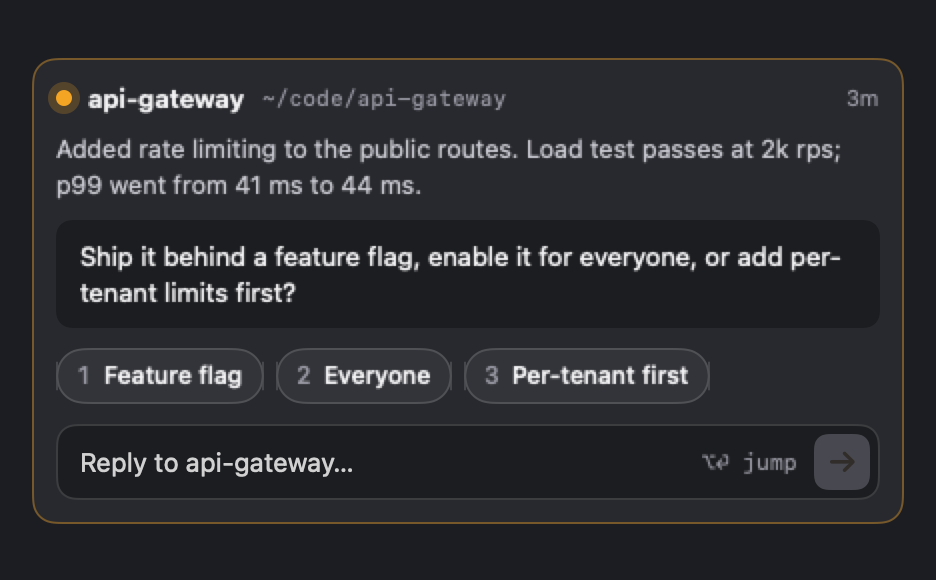 api-gateway ~/code/api-gateway 3m
Added rate limiting to the public routes. Load test passes at 2k rps;
p99 went from 41 ms to 44 ms.
Ship it behind a feature flag, enable it for everyone, or add per-
tenant limits first?
1 Feature flag 2 Everyone 3 Per-tenant first
Reply to api-gateway... ⌥⏎ jump